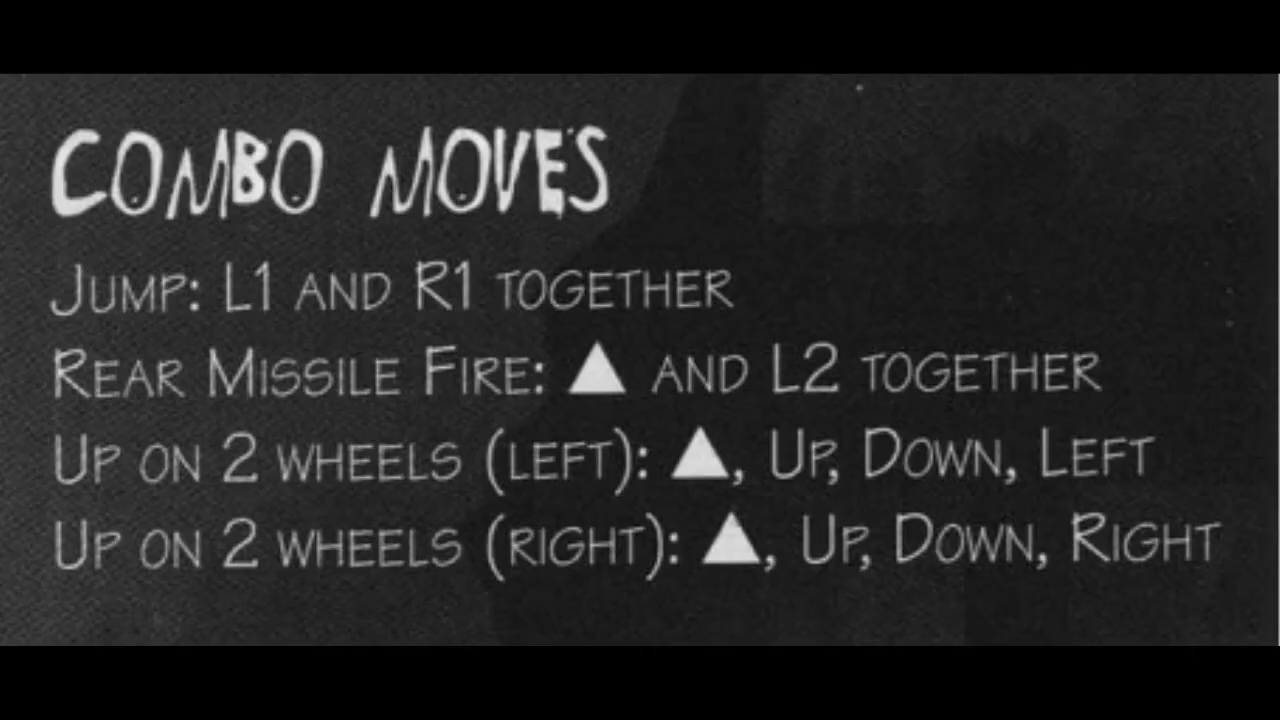 COMBO MOVES
JUMP: L1 AND R1 TOGETHER
REAR MISSILE FIRE: ▲ AND L2 TOGETHER
UP ON 2 WHEELS (LEFT): ▲, UP, DOWN, LEFT
UP ON 2 WHEELS (RIGHT): ▲, UP, DOWN, RIGHT